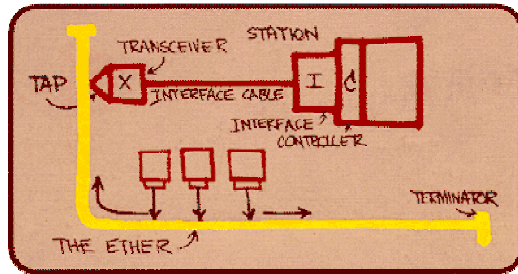 STATION
TRANSCEIVER
TAP
X
I
C
INTERFACE CABLE
INTERFACE
CONTROLLER
TERMINATOR
THE ETHER